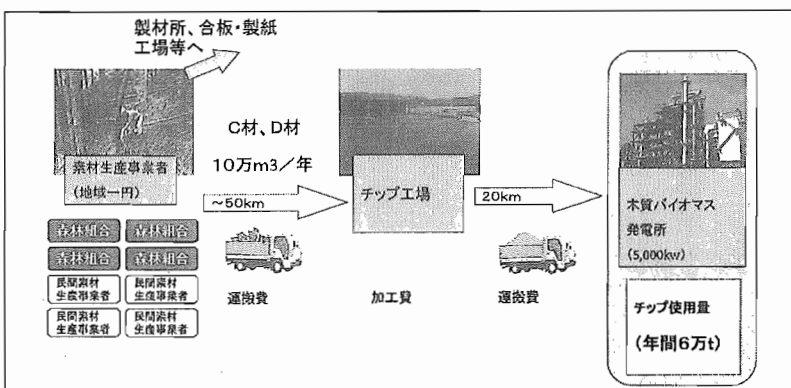 製材所、合板・製紙
工場等へ
素材生産事業者
(地域一円)
C材、D材
10万m3／年
～50km
チップ工場
20km
木質バイオマス
発電所
(5,000kw)
森林組合
森林組合
森林組合
森林組合
民間素材
生産事業者
民間素材
生産事業者
民間素材
生産事業者
民間素材
生産事業者
運搬費
加工費
運搬費
チップ使用量
(年間6万t)